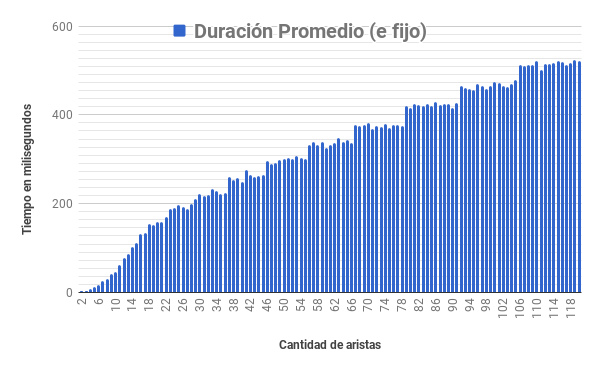 Duración Promedio (e fijo)
600
400
200
0
Tiempo en milisegundos
2 6 10 14 18 22 26 30 34 38 42 46 50 54 58 62 66 70 74 78 82 86 90 94 98 102 106 110 114 118
Cantidad de aristas